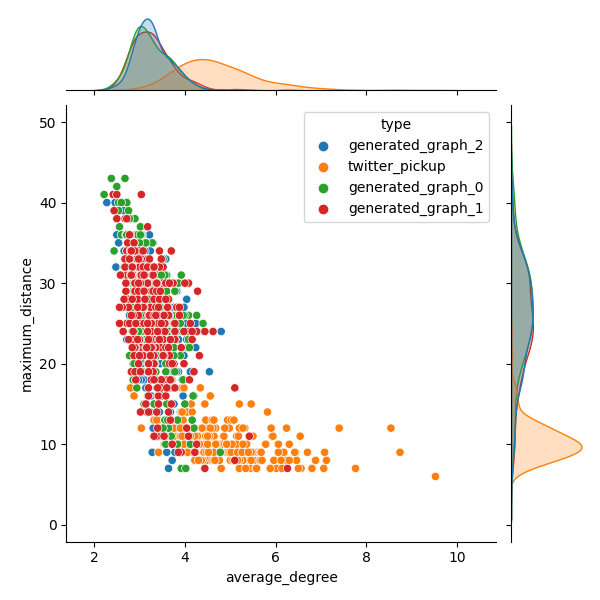 type
generated_graph_2
twitter_pickup
generated_graph_0
generated_graph_1
50
40
30
20
10
0
maximum_distance
2 4 6 8 10
average_degree